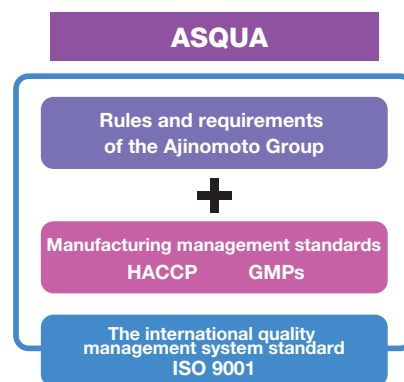 ASQUA
Rules and requirements
of the Ajinomoto Group
+
Manufacturing management standards
HACCP GMPs
The international quality
management system standard
ISO 9001